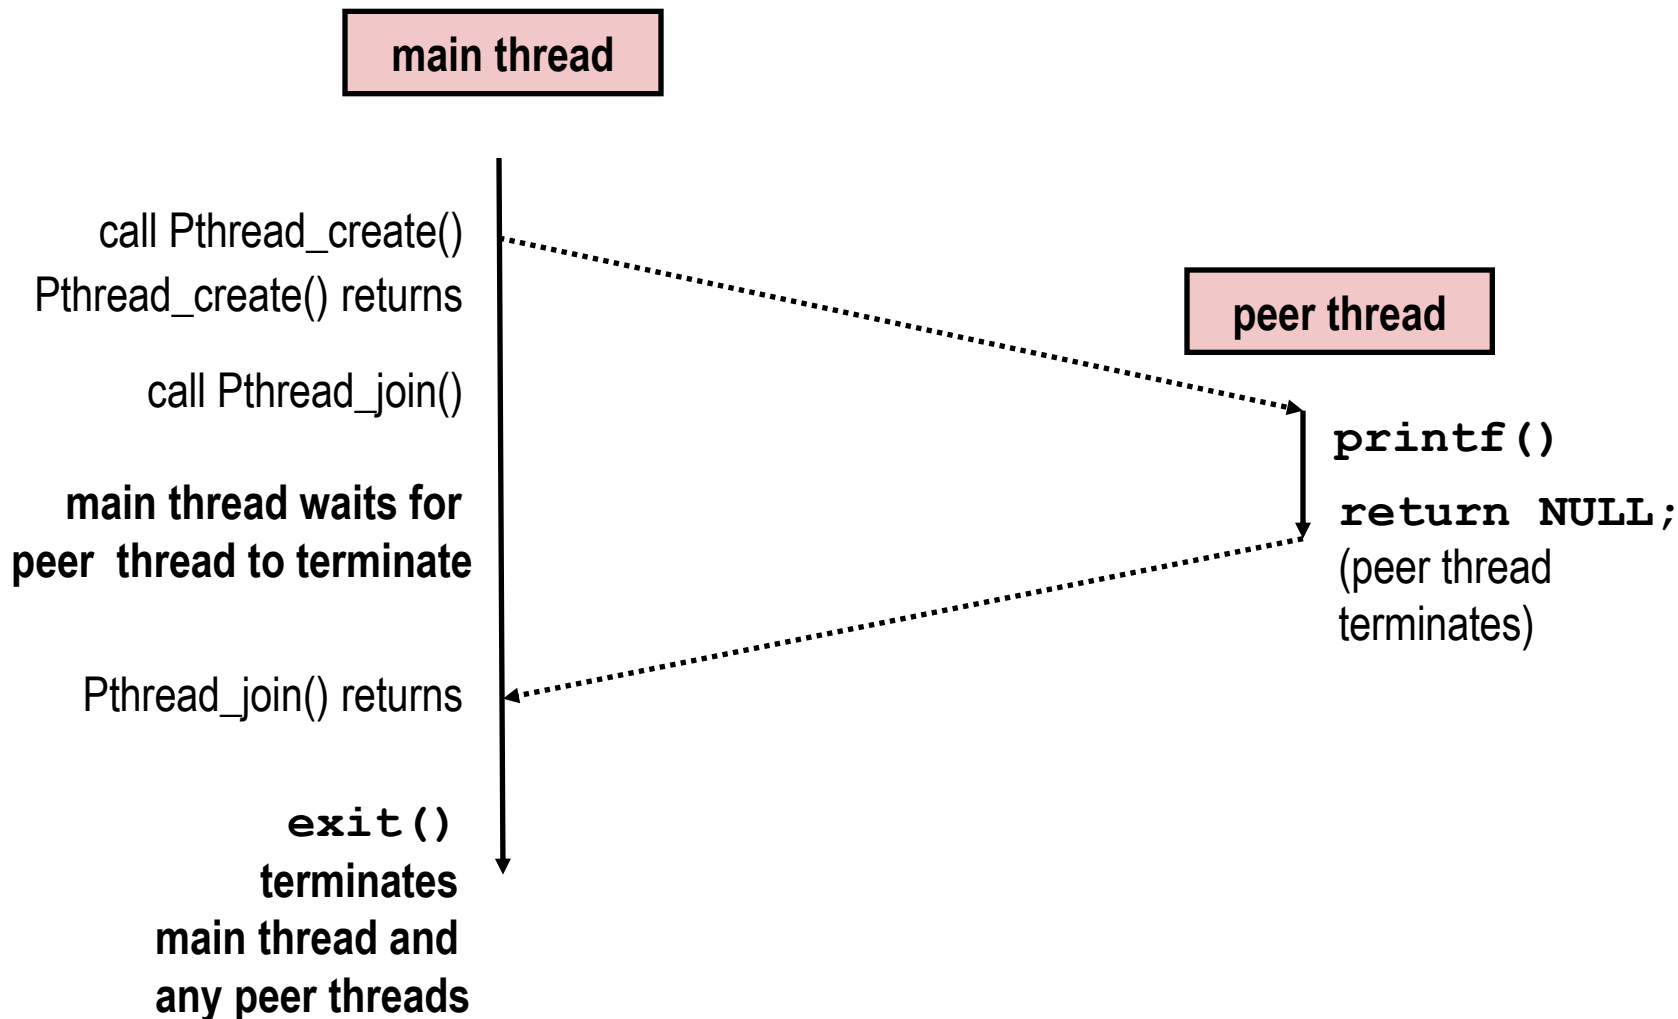 main thread
call Pthread_create()
Pthread_create() returns
call Pthread_join()
main thread waits for
peer  thread to terminate
Pthread_join() returns
exit()
terminates
main thread and
any peer threads
peer thread
printf()
return NULL;
(peer thread
terminates)